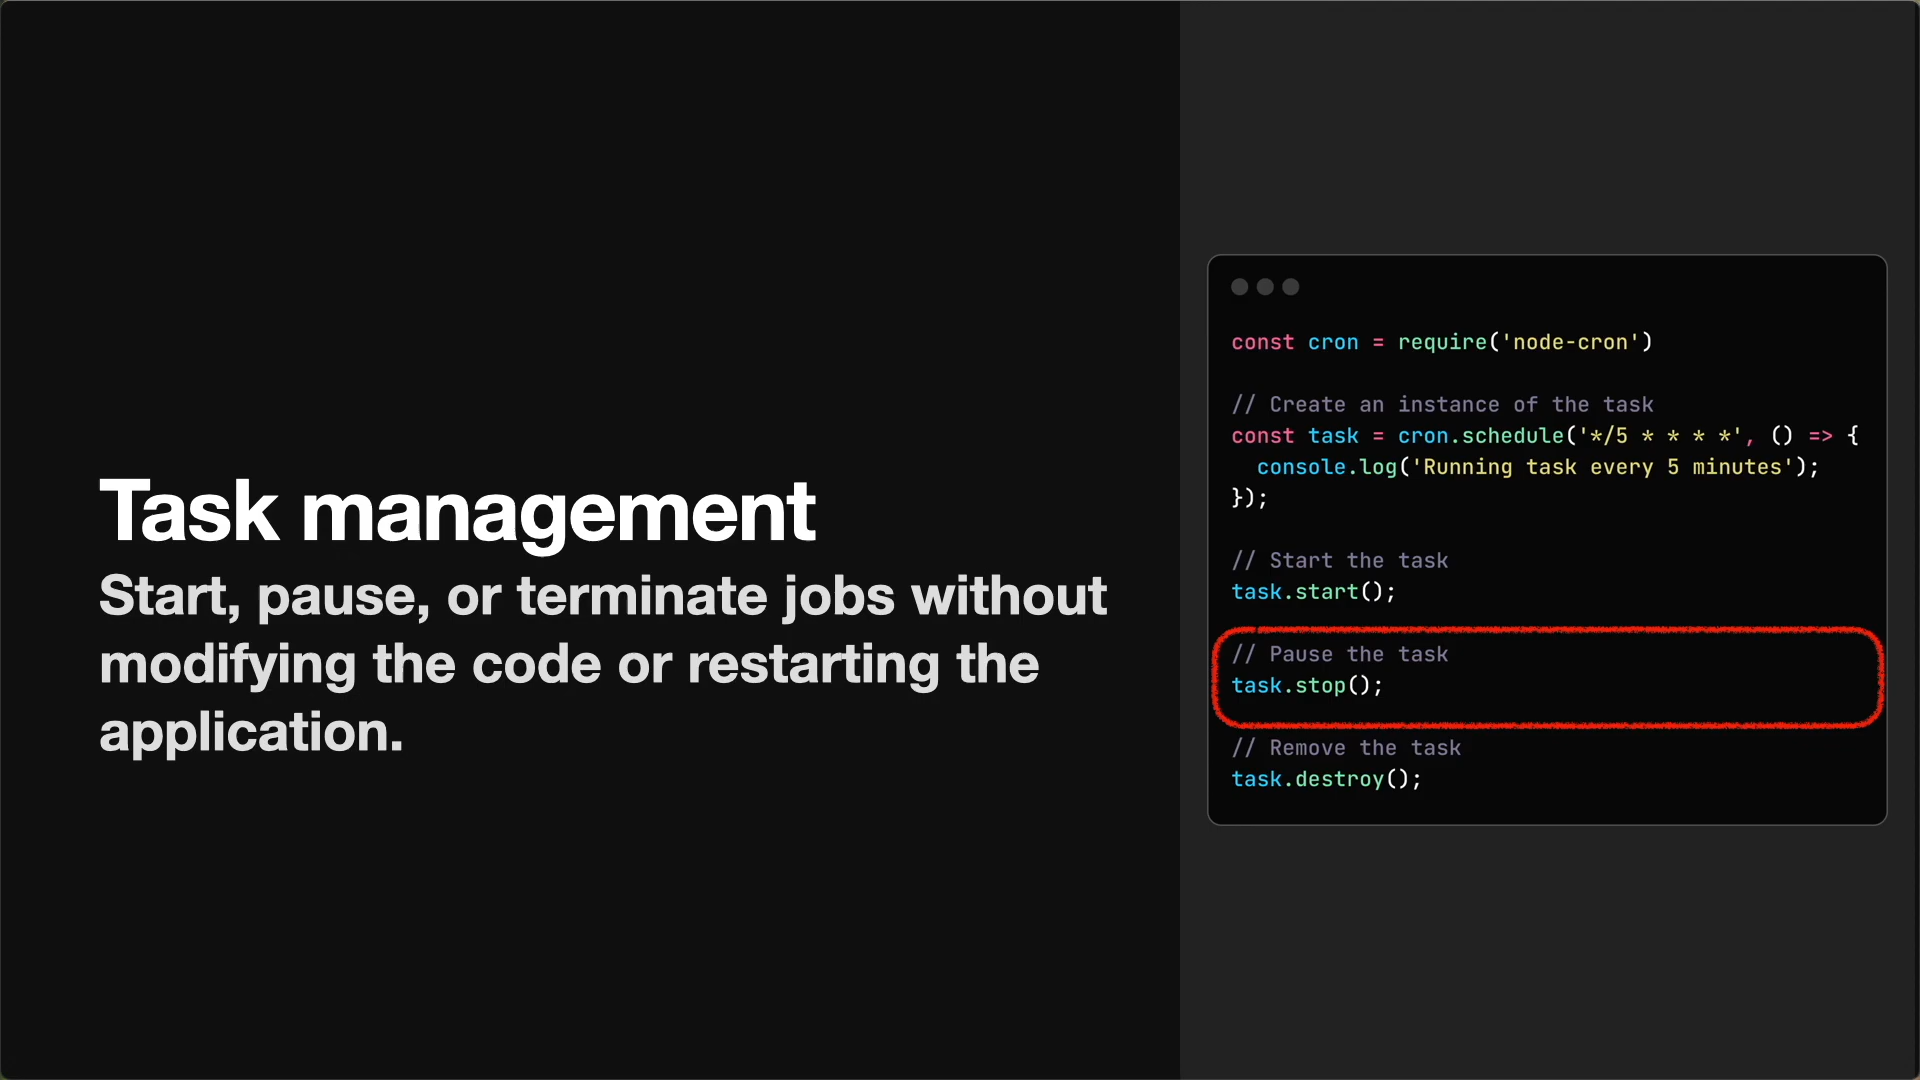 Task management
Start, pause, or terminate jobs without
modifying the code or restarting the
application.
const cron = require('node-cron')
// Create an instance of the task
const task = cron.schedule('*/5 * * * *', () => {
  console.log('Running task every 5 minutes');
});
// Start the task
task.start();
// Pause the task
task.stop();
// Remove the task
task.destroy();